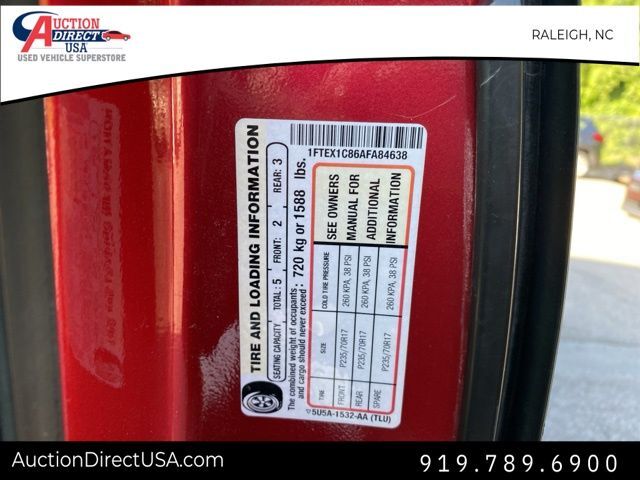 AUCTION
DIRECT
USA
USED VEHICLE SUPERSTORE
RALEIGH, NC
1FTEX1C86AFA84638
TIRE AND LOADING INFORMATION
SEATING CAPACITY TOTAL: 5 FRONT: 2 REAR: 3
The combined weight of occupants
and cargo should never exceed: 720 kg or 1588 lbs.
TIRE SIZE COLD TIRE PRESSURE SEE OWNERS
FRONT P235/70R17 260 KPA, 38 PSI MANUAL FOR
REAR P235/70R17 260 KPA, 38 PSI ADDITIONAL
SPARE P235/70R17 260 KPA, 38 PSI INFORMATION
5U5A-1532-AA (TLU)
AuctionDirectUSA.com
919.789.6900